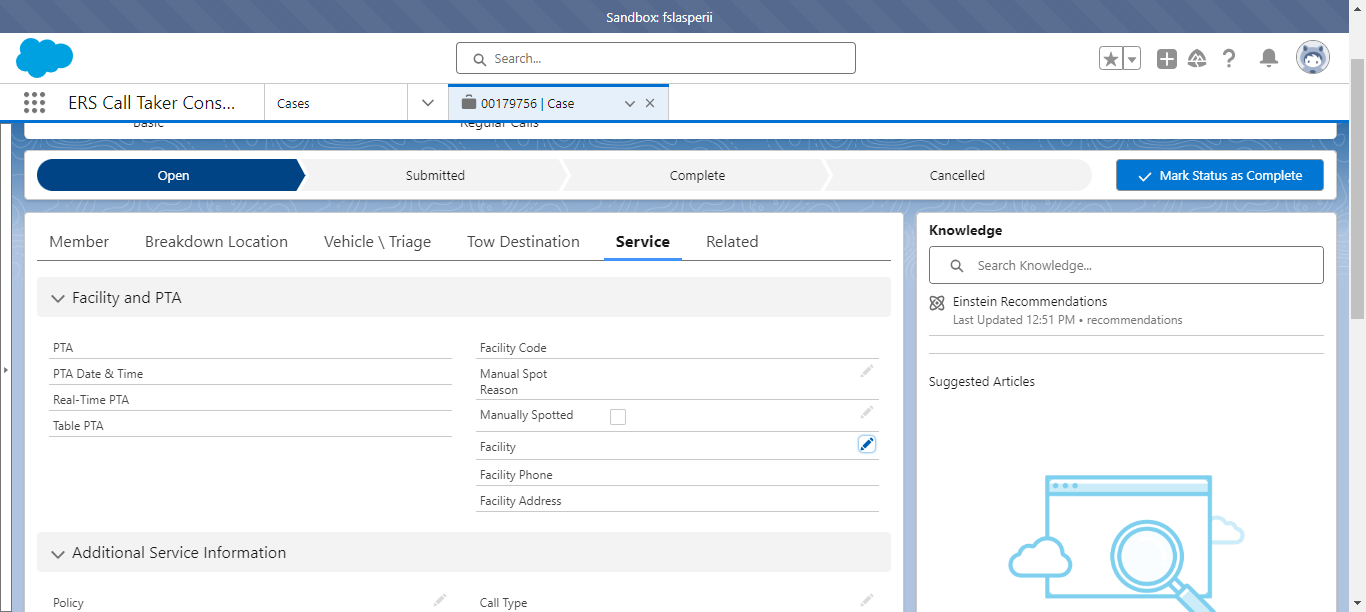 Sandbox: fslasperii
Search...
ERS Call Taker Cons...
Cases
00179756 | Case
Basic
Regular Calls
Open
Submitted
Complete
Cancelled
Mark Status as Complete
Member
Breakdown Location
Vehicle \ Triage
Tow Destination
Service
Related
Facility and PTA
PTA
PTA Date & Time
Real-Time PTA
Table PTA
Facility Code
Manual Spot
Reason
Manually Spotted
Facility
Facility Phone
Facility Address
Additional Service Information
Policy
Call Type
Knowledge
Search Knowledge...
Einstein Recommendations
Last Updated 12:51 PM • recommendations
Suggested Articles